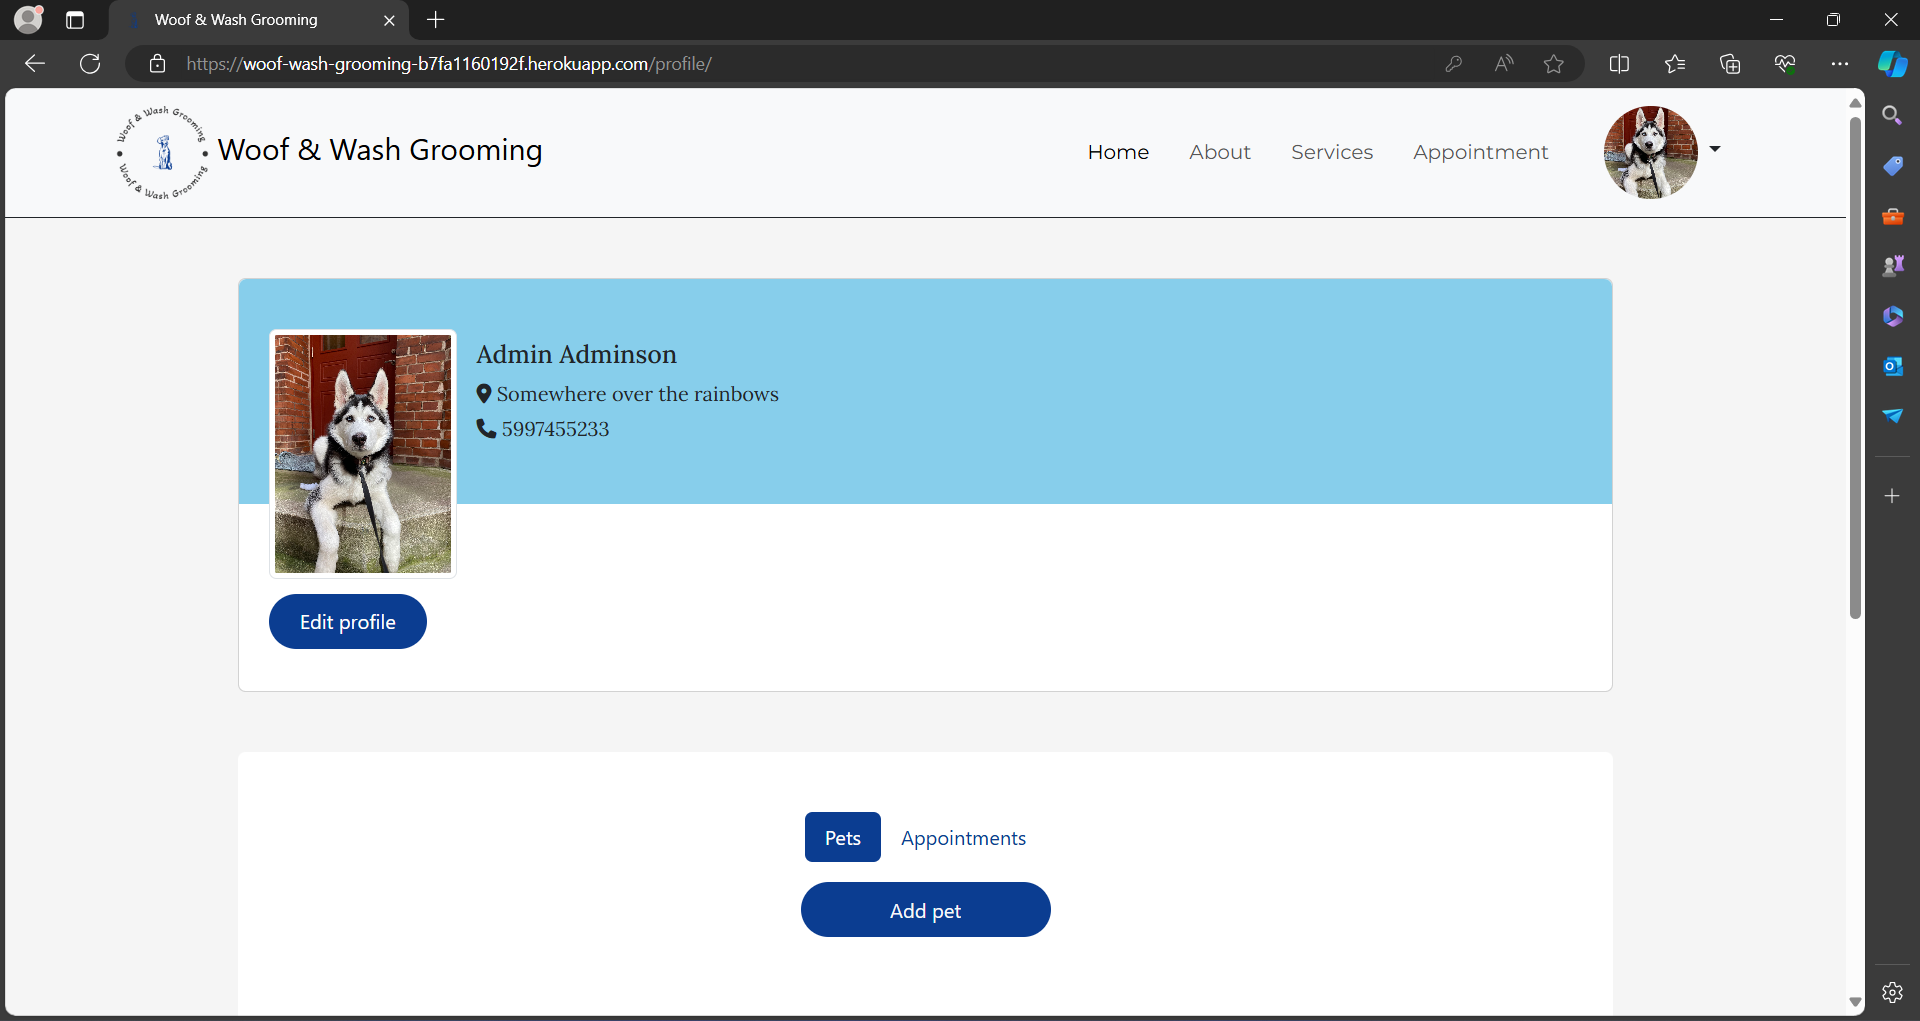 Woof & Wash Grooming
https://woof-wash-grooming-b7fa1160192f.herokuapp.com/profile/
Woof & Wash Grooming
Woof & Wash Grooming
Woof & Wash Grooming
Home
About
Services
Appointment
Admin Adminson
Somewhere over the rainbows
5997455233
Edit profile
Pets
Appointments
Add pet